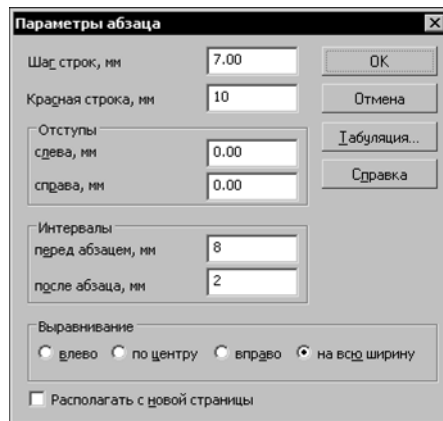 Параметры абзаца
Шаг строк, мм 7.00 OK
Красная строка, мм 10 Отмена
Отступы Табуляция...
слева, мм 0.00
справа, мм 0.00 Справка
Интервалы
перед абзацем, мм 8
после абзаца, мм 2
Выравнивание
влево по центру вправо на всю ширину
Располагать с новой страницы